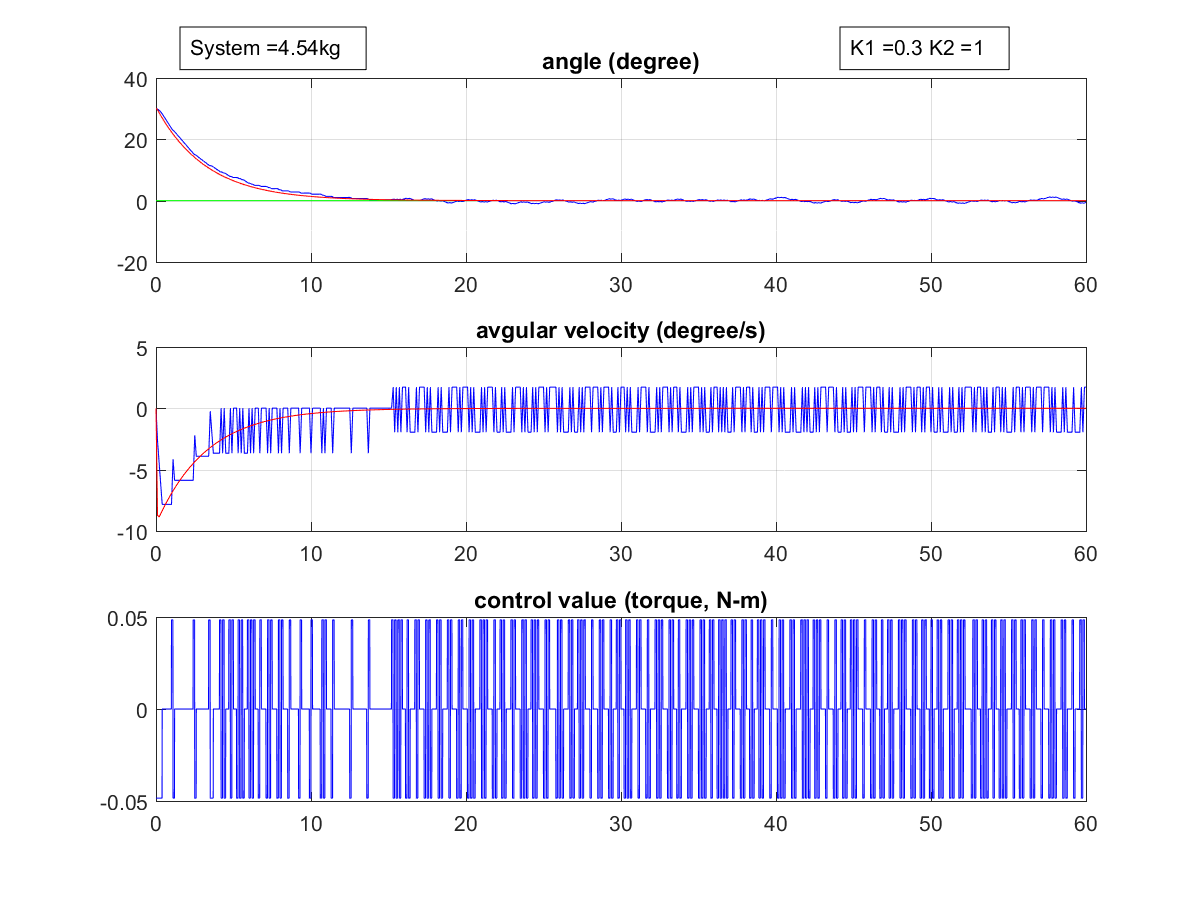 System =4.54kg
K1 =0.3 K2 =1
angle (degree)
40
20
0
-20
0 10 20 30 40 50 60
avgular velocity (degree/s)
5
0
-5
-10
0 10 20 30 40 50 60
control value (torque, N-m)
0.05
0
-0.05
0 10 20 30 40 50 60